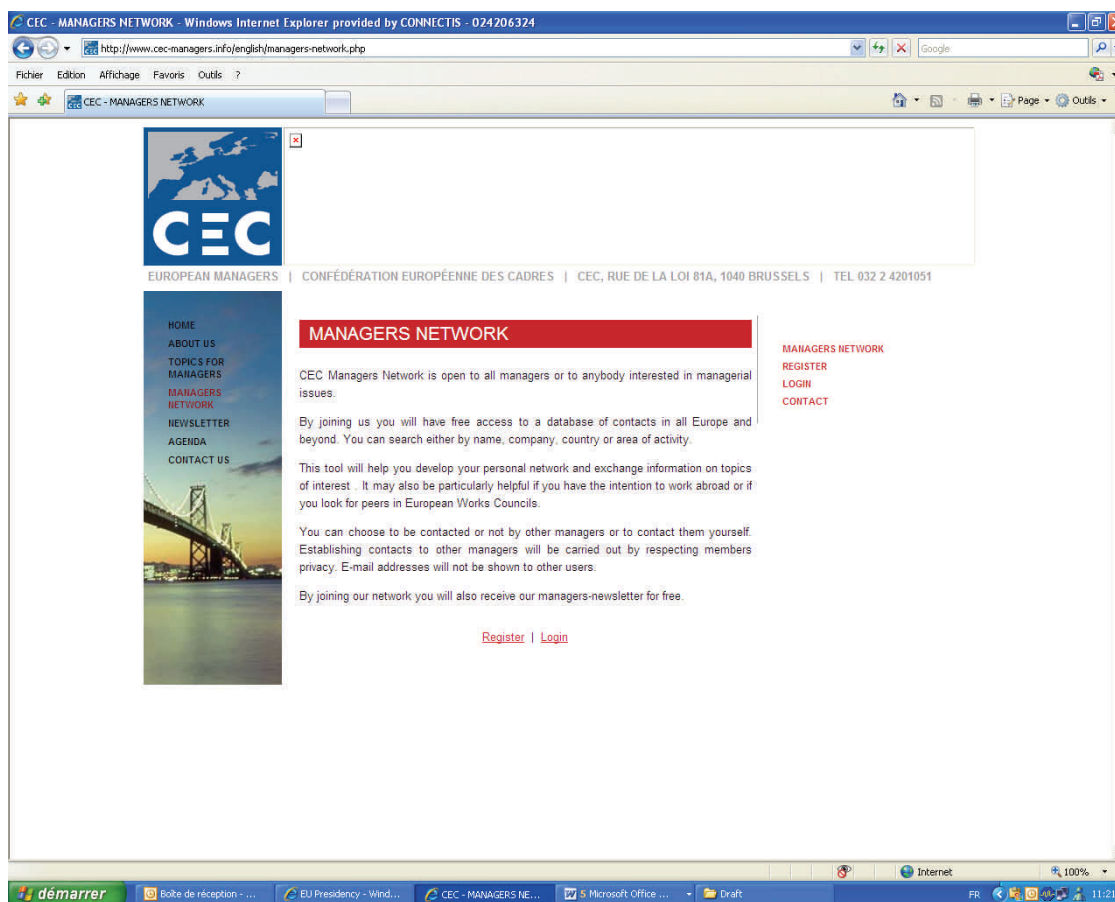 CEC - MANAGERS NETWORK - Windows Internet Explorer provided by CONNECTIS - 024206324
http://www.cec-managers.info/english/managers-network.php
Google
Fichier Edition Affichage Favoris Outils ?
CEC - MANAGERS NETWORK
Page Outils
CEC
EUROPEAN MANAGERS | CONFÉDÉRATION EUROPÉENNE DES CADRES | CEC, RUE DE LA LOI 81A, 1040 BRUSSELS | TEL 032 2 4201051
HOME
ABOUT US
TOPICS FOR
MANAGERS
MANAGERS
NETWORK
NEWSLETTER
AGENDA
CONTACT US
MANAGERS NETWORK
CEC Managers Network is open to all managers or to anybody interested in managerial
issues.
By joining us you will have free access to a database of contacts in all Europe and
beyond. You can search either by name, company, country or area of activity.
This tool will help you develop your personal network and exchange information on topics
of interest . It may also be particularly helpful if you have the intention to work abroad or if
you look for peers in European Works Councils.
You can choose to be contacted or not by other managers or to contact them yourself.
Establishing contacts to other managers will be carried out by respecting members
privacy. E-mail addresses will not be shown to other users.
By joining our network you will also receive our managers-newsletter for free.
Register | Login
MANAGERS NETWORK
REGISTER
LOGIN
CONTACT
Internet
100%
démarrer
Boîte de réception - ...
EU Presidency - Wind...
CEC - MANAGERS NE...
5 Microsoft Office ...
Draft
FR
11:21